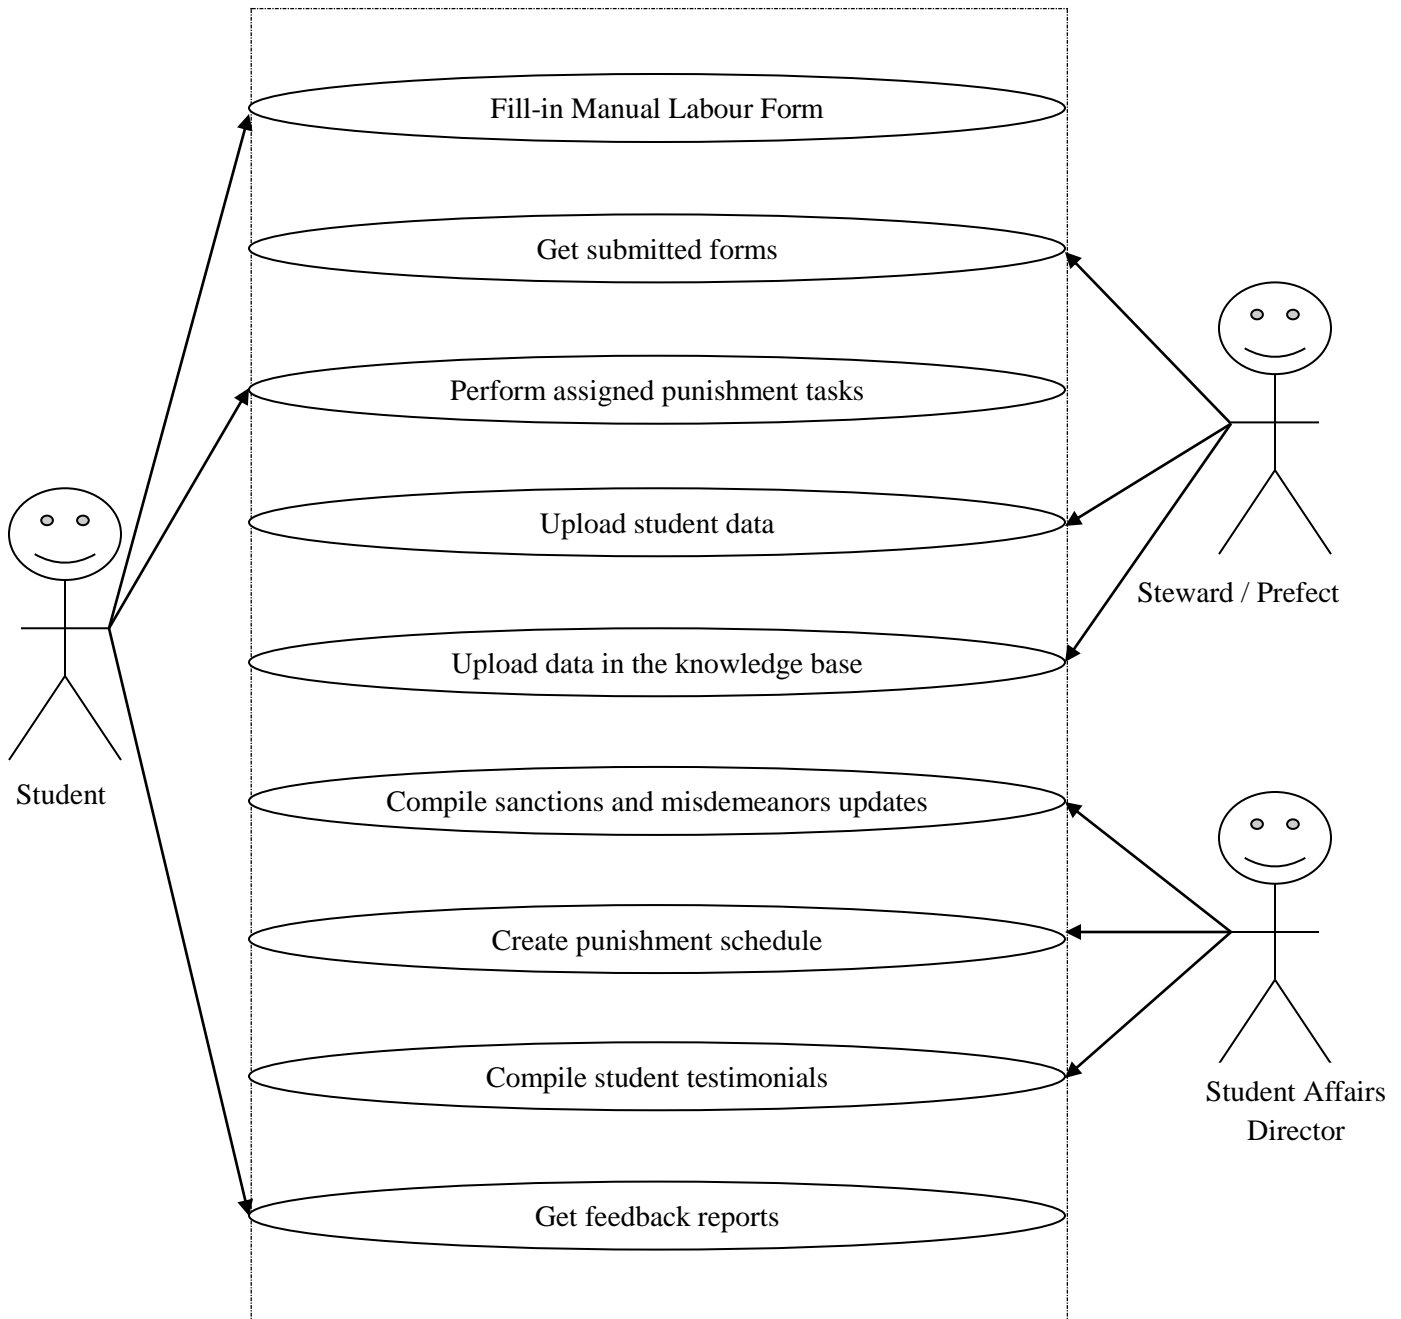 Fill-in Manual Labour Form
Get submitted forms
Perform assigned punishment tasks
Upload student data
Steward / Prefect
Upload data in the knowledge base
Student
Compile sanctions and misdemeanors updates
Create punishment schedule
Compile student testimonials
Student Affairs
Director
Get feedback reports